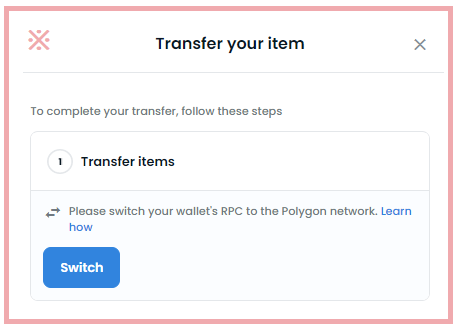 Transfer your item
To complete your transfer, follow these steps
1 Transfer items
Please switch your wallet's RPC to the Polygon network. Learn
how
Switch